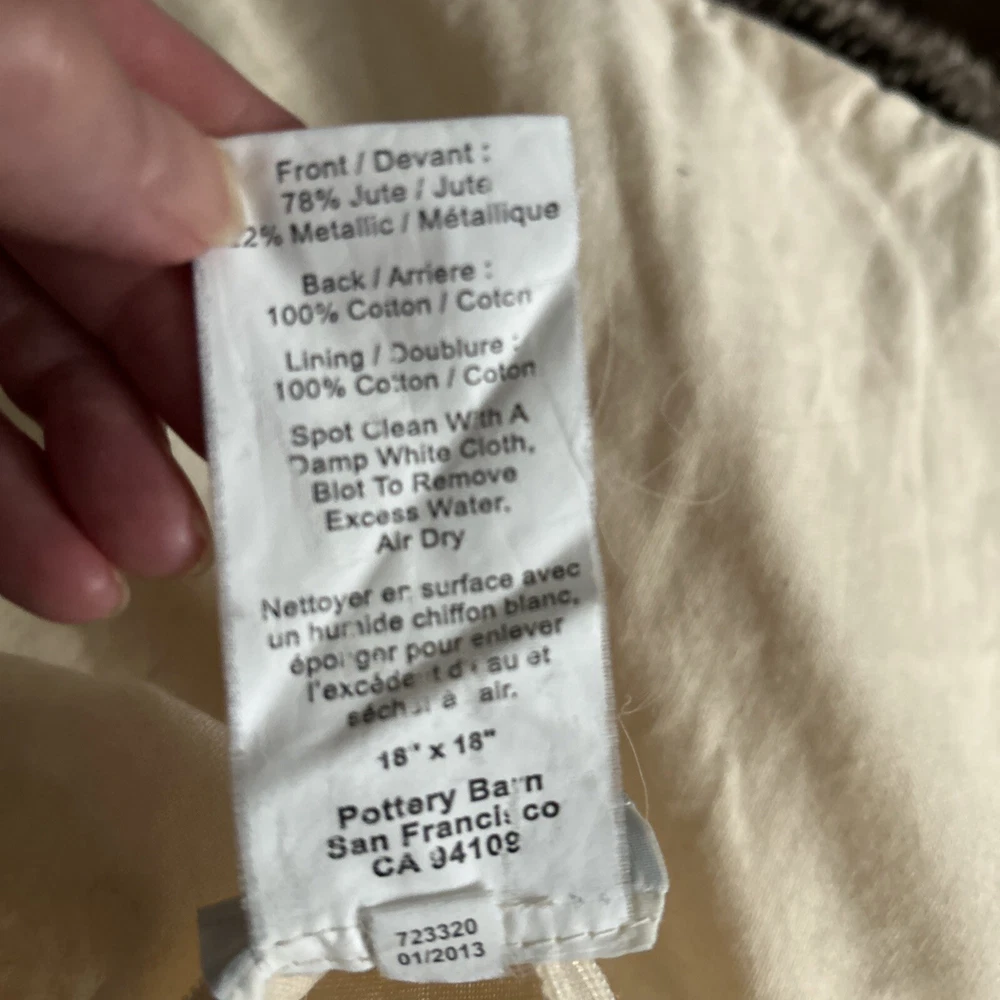 Front / Devant :
78% Jute / Jute
22% Metallic / Métallique
Back / Arriere :
100% Cotton / Coton
Lining / Doublure :
100% Cotton / Coton
Spot Clean With A
Damp White Cloth,
Blot To Remove
Excess Water.
Air Dry
Nettoyer en surface avec
un humide chiffon blanc,
éponger pour enlever
l'excédent d'eau et
sécher à air.
18" x 18"
Pottery Barn
San Francisco
CA 94109
723320
01/2013